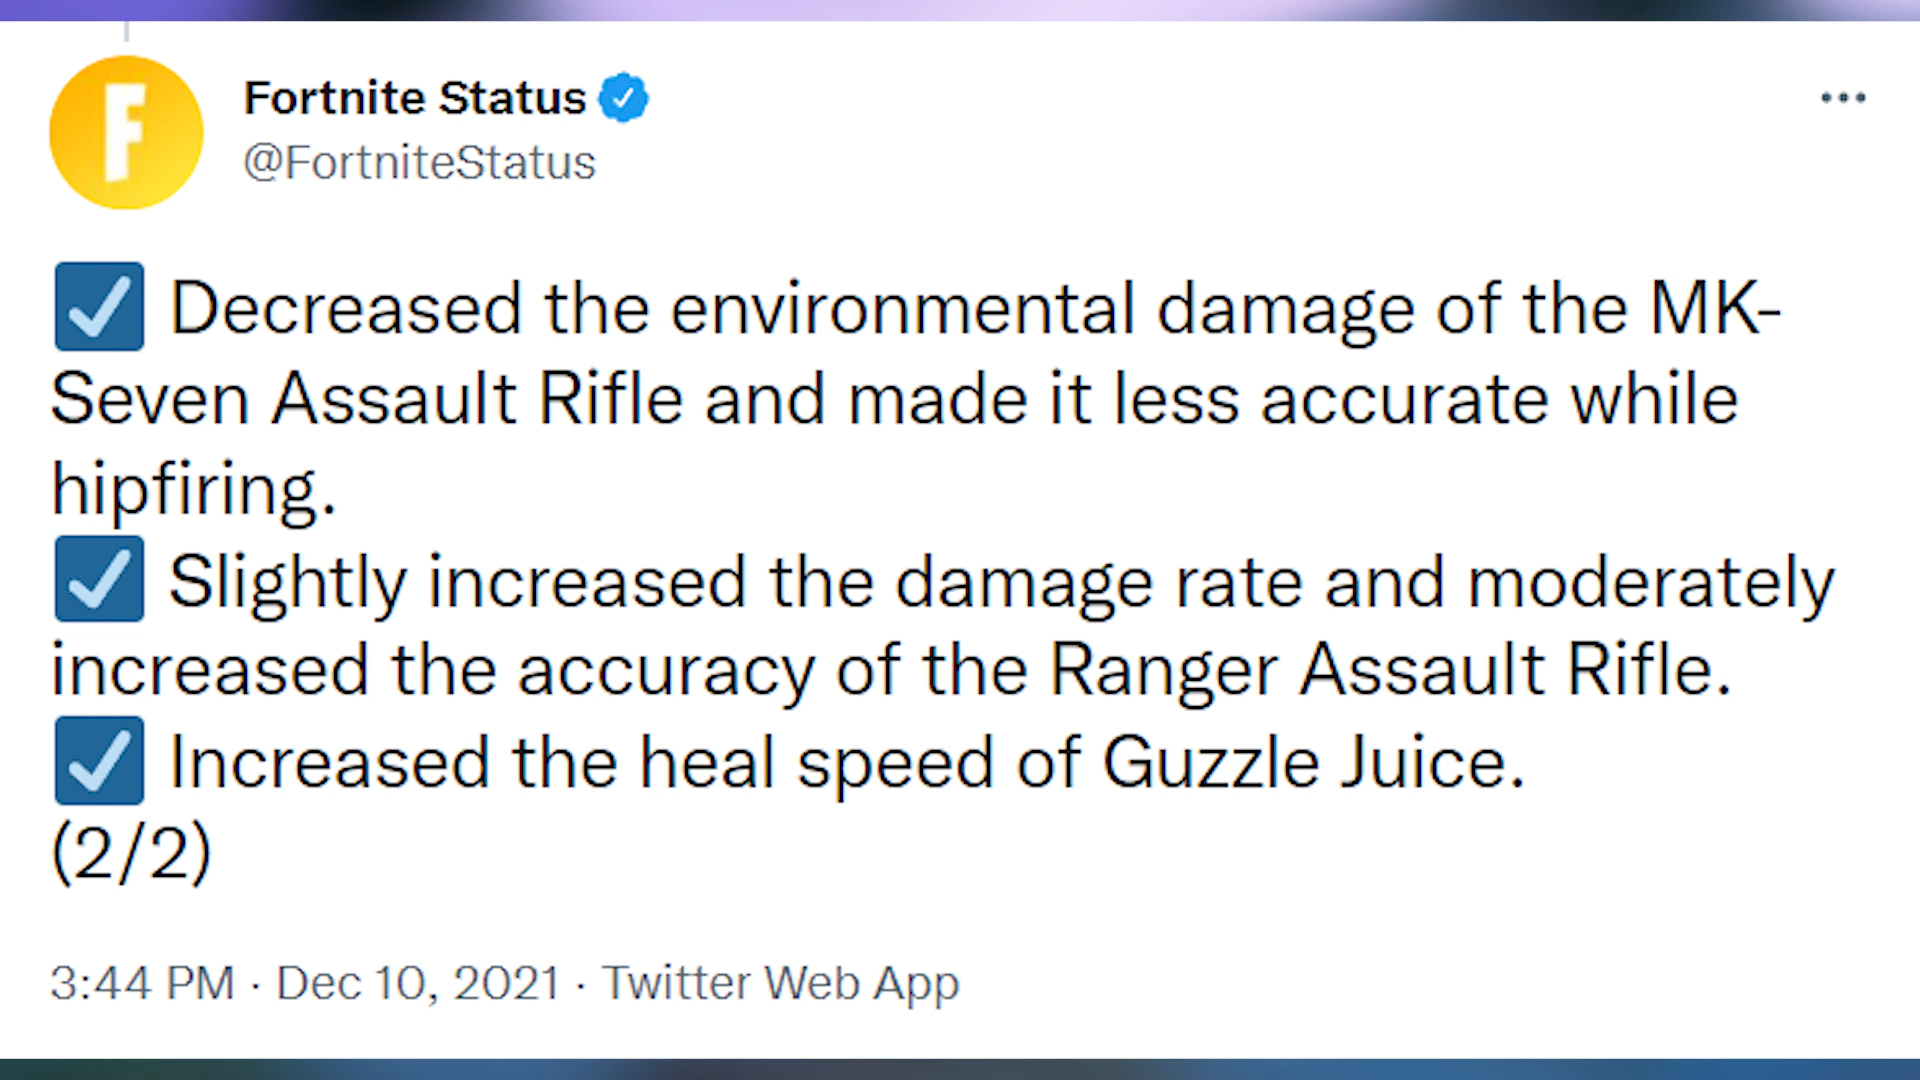 F
Fortnite Status
@FortniteStatus
☑ Decreased the environmental damage of the MK-
Seven Assault Rifle and made it less accurate while
hipfiring.
☑ Slightly increased the damage rate and moderately
increased the accuracy of the Ranger Assault Rifle.
☑ Increased the heal speed of Guzzle Juice.
(2/2)
3:44 PM · Dec 10, 2021 · Twitter Web App